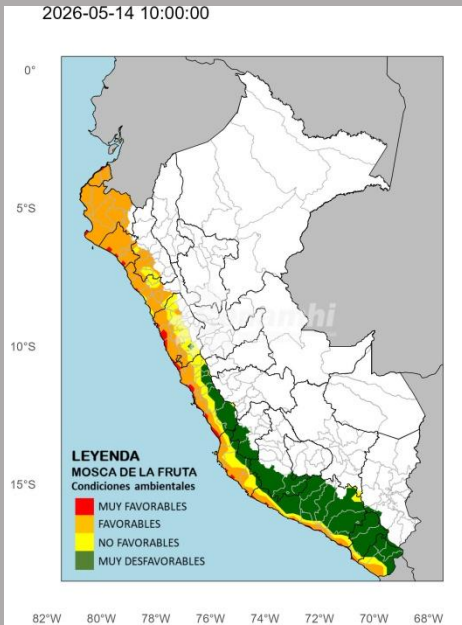 2026-05-14 10:00:00
0°
5°S
10°S
15°S
LEYENDA
MOSCA DE LA FRUTA
Condiciones ambientales
MUY FAVORABLES
FAVORABLES
NO FAVORABLES
MUY DESFAVORABLES
82°W 80°W 78°W 76°W 74°W 72°W 70°W 68°W